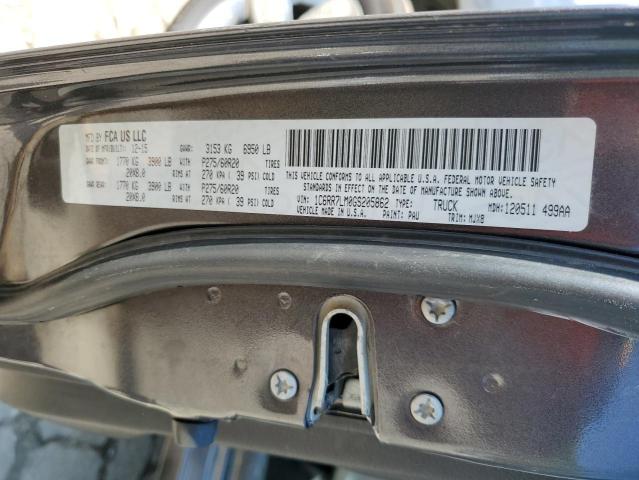 MFD BY FCA US LLC
DATE OF MFR/BUILT: 12-15 GVWR: 3153 KG 6950 LB
GAWR FRONT: 1770 KG 3900 LB WITH P275/60R20 TIRES
20X8.0 RIMS AT 270 KPA ( 39 PSI) COLD
GAWR REAR: 1770 KG 3900 LB WITH P275/60R20 TIRES
20X8.0 RIMS AT 270 KPA ( 39 PSI) COLD
THIS VEHICLE CONFORMS TO ALL APPLICABLE U.S.A. FEDERAL MOTOR VEHICLE SAFETY
STANDARDS IN EFFECT ON THE DATE OF MANUFACTURE SHOWN ABOVE.
VIN: 1C6RR7LM0GS205862 TYPE: TRUCK MDH: 120511 499AA
MADE IN U.S.A. PAINT: PAU TRIM: MJX8